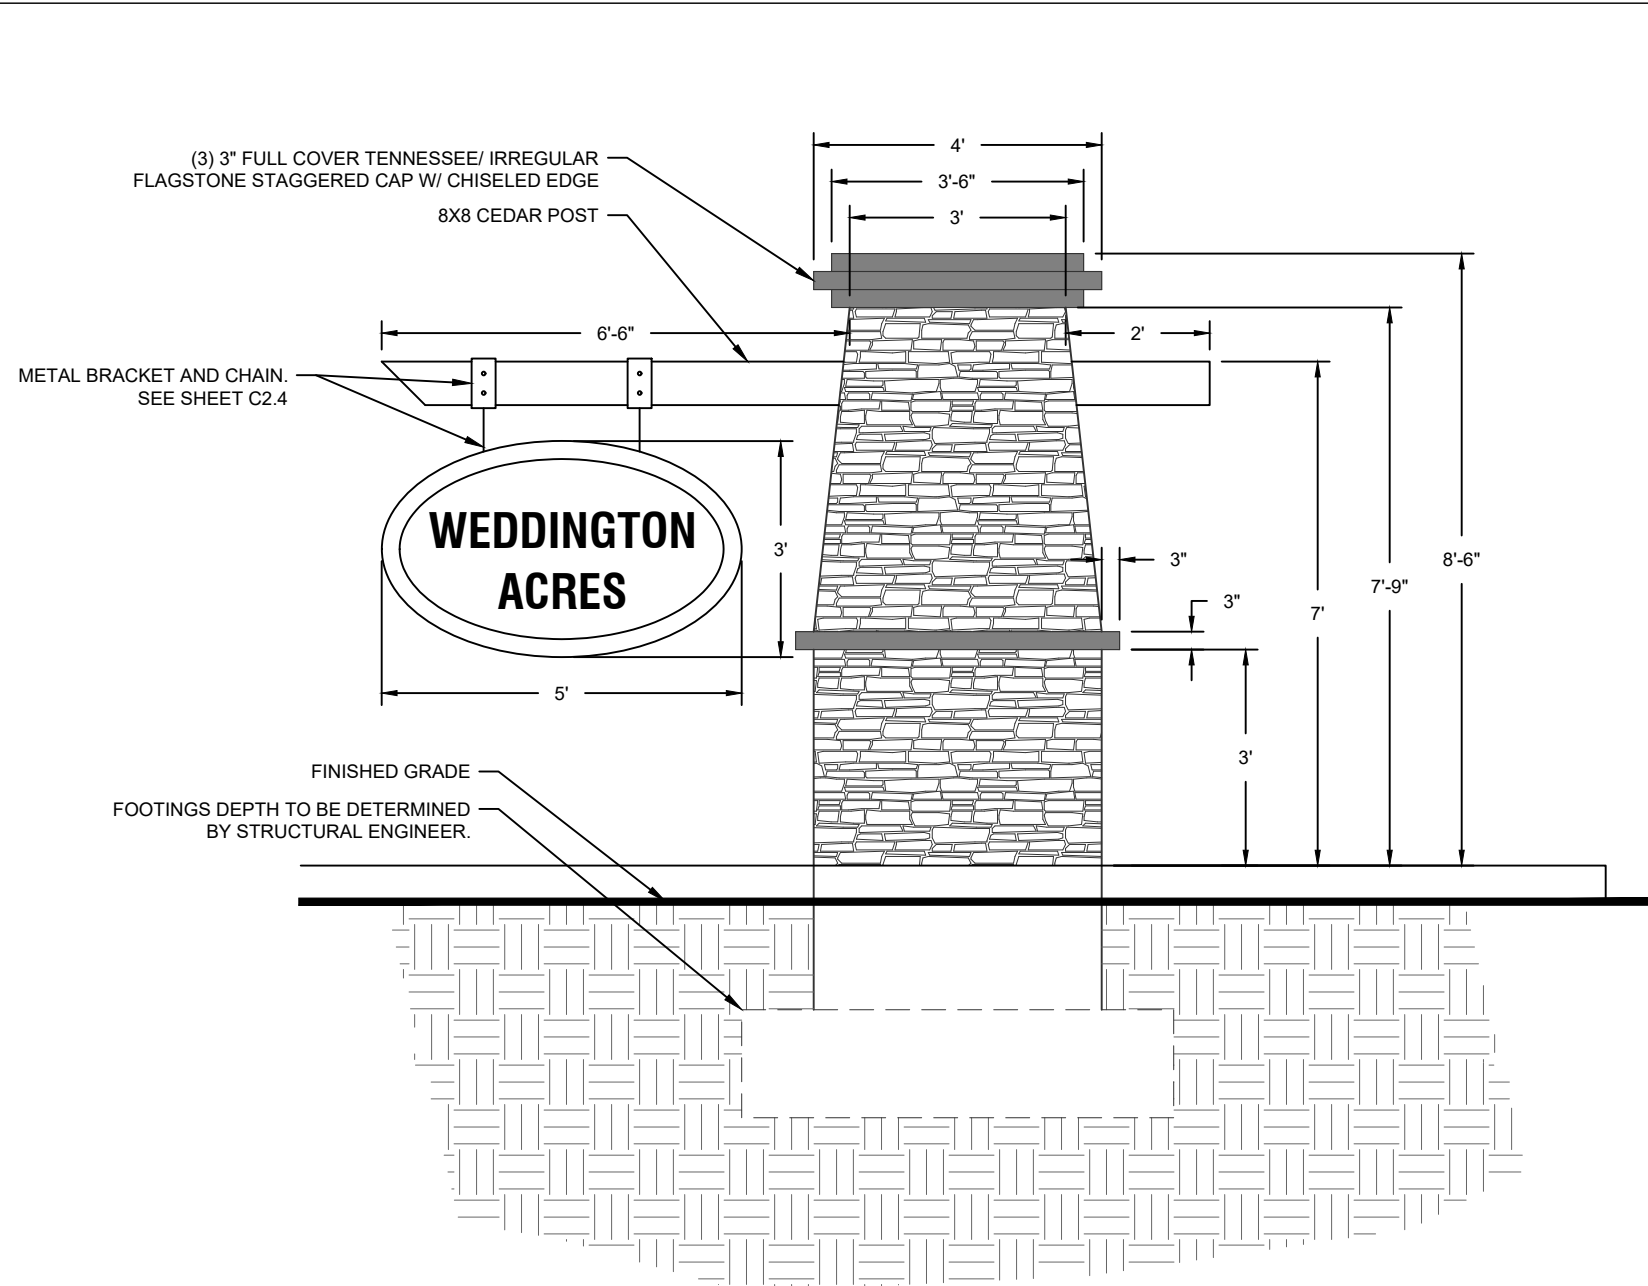 4'
(3) 3" FULL COVER TENNESSEE/ IRREGULAR
FLAGSTONE STAGGERED CAP W/ CHISELED EDGE
3'-6"
8X8 CEDAR POST
3'
6'-6"
2'
METAL BRACKET AND CHAIN.
SEE SHEET C2.4
WEDDINGTON
ACRES
3'
3"
8'-6"
7'-9"
3"
7'
5'
3'
FINISHED GRADE
FOOTINGS DEPTH TO BE DETERMINED
BY STRUCTURAL ENGINEER.